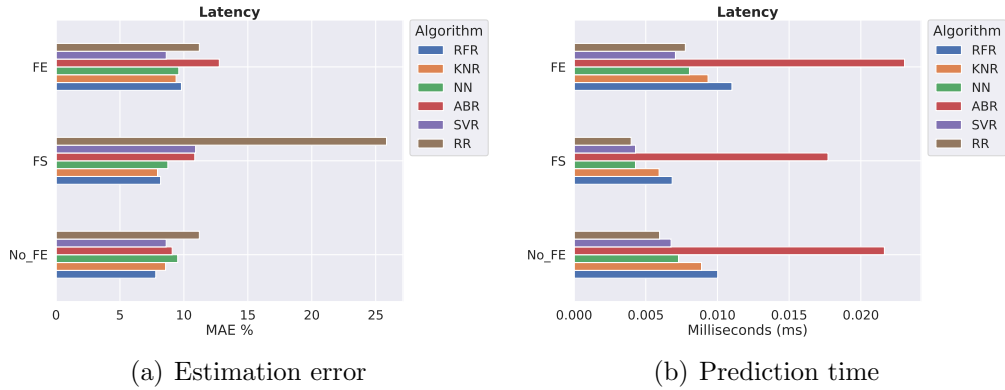 Latency
FE
FS
No_FE
0 5 10 15 20 25
MAE %
Algorithm
RFR
KNR
NN
ABR
SVR
RR
(a) Estimation error
Latency
FE
FS
No_FE
0.000 0.005 0.010 0.015 0.020
Milliseconds (ms)
Algorithm
RFR
KNR
NN
ABR
SVR
RR
(b) Prediction time